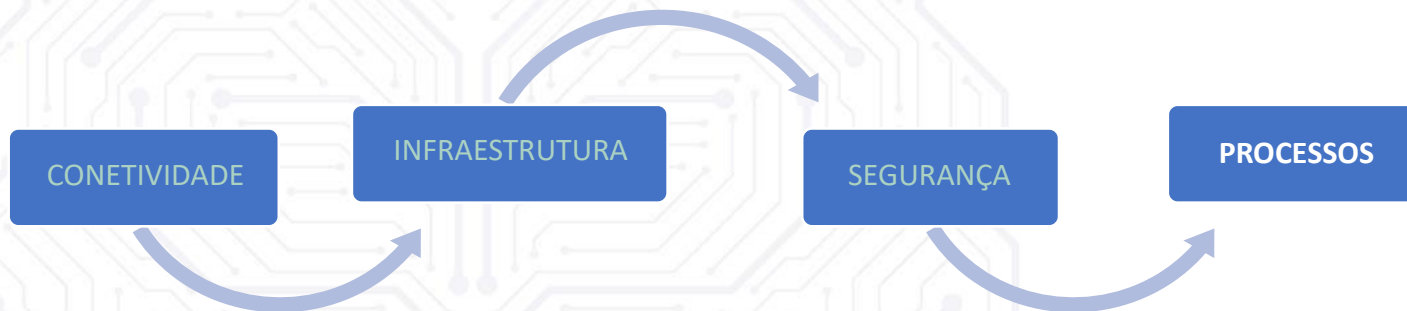 CONETIVIDADE
INFRAESTRUTURA
SEGURANÇA
PROCESSOS